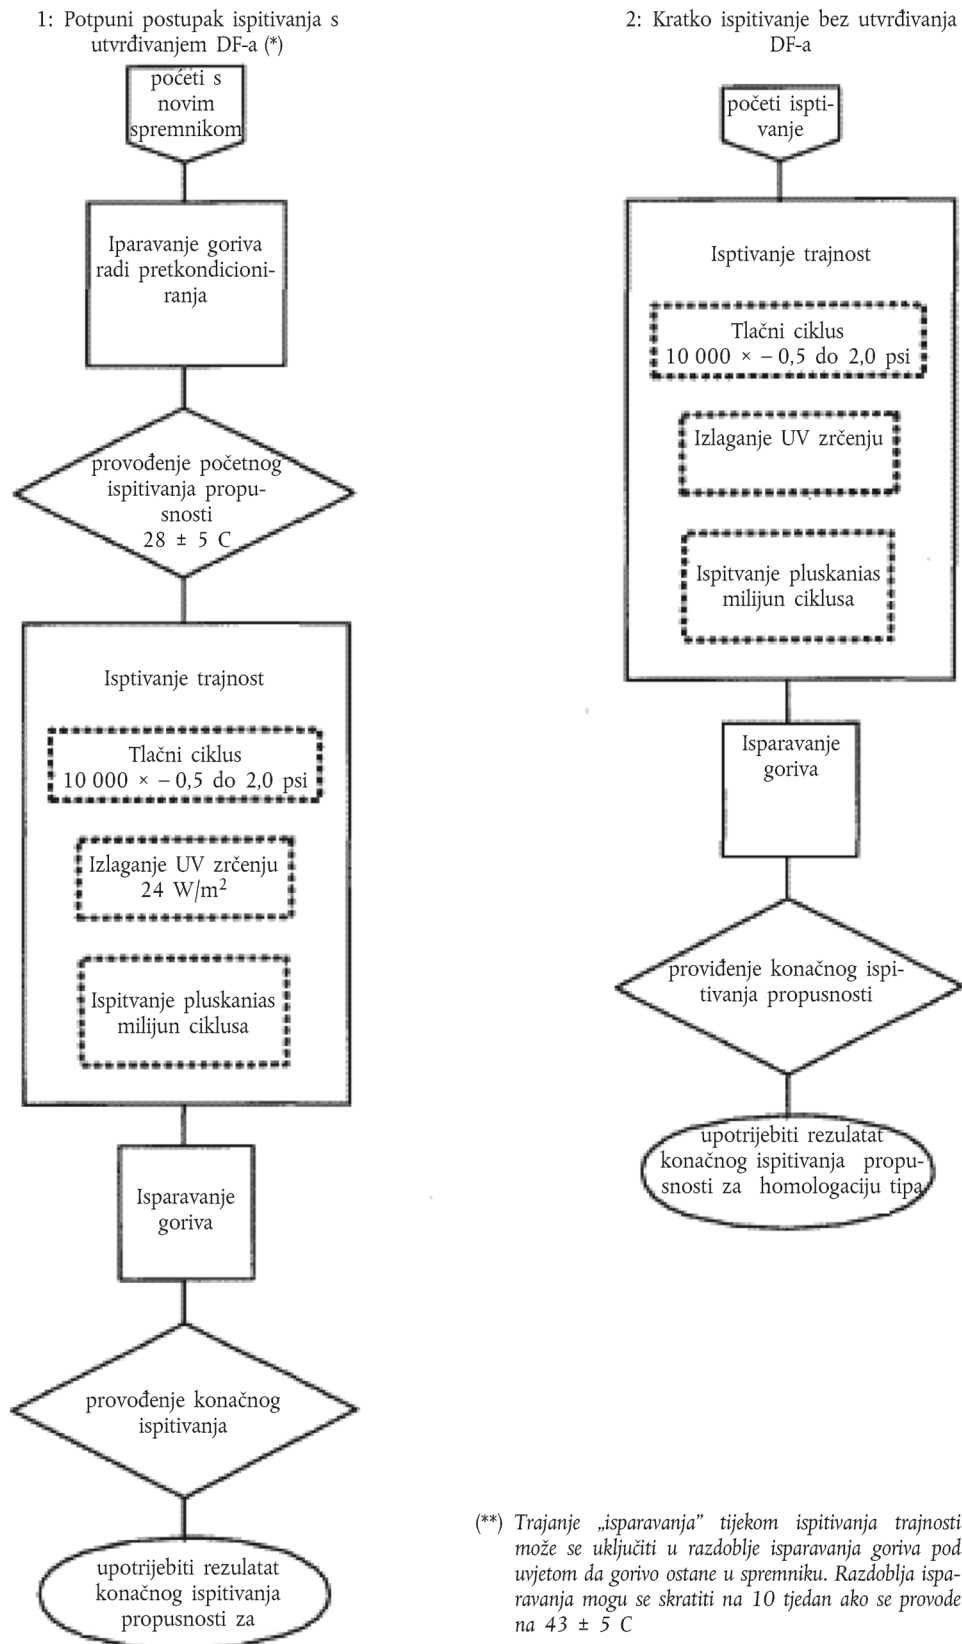 1: Potpuni postupak ispitivanja s
utvrđivanjem DF-a (*)
poćeti s
novim
spremnikom
Iparavanje goriva
radi pretkondicioni-
ranja
provođenje početnog
ispitivanja propu-
snosti
28 ± 5 C
Isptivanje trajnost
Tlačni ciklus
10 000 × – 0,5 do 2,0 psi
Izlaganje UV zrčenju
24 W/m²
Ispitvanje pluskanias
milijun ciklusa
Isparavanje
goriva
provođenje konačnog
ispitivanja
upotrijebiti rezulatat
konačnog ispitivanja
propusnosti za
2: Kratko ispitivanje bez utvrđivanja
DF-a
početi ispti-
vanje
Isptivanje trajnost
Tlačni ciklus
10 000 × – 0,5 do 2,0 psi
Izlaganje UV zrčenju
Ispitvanje pluskanias
milijun ciklusa
Isparavanje
goriva
proviđenje konačnog ispi-
tivanja propusnosti
upotrijebiti rezulatat
konačnog ispitivanja propu-
snosti za homologaciju tipa
(**) Trajanje „isparavanja” tijekom ispitivanja trajnosti
može se uključiti u razdoblje isparavanja goriva pod
uvjetom da gorivo ostane u spremniku. Razdoblja ispa-
ravanja mogu se skratiti na 10 tjedan ako se provode
na 43 ± 5 C